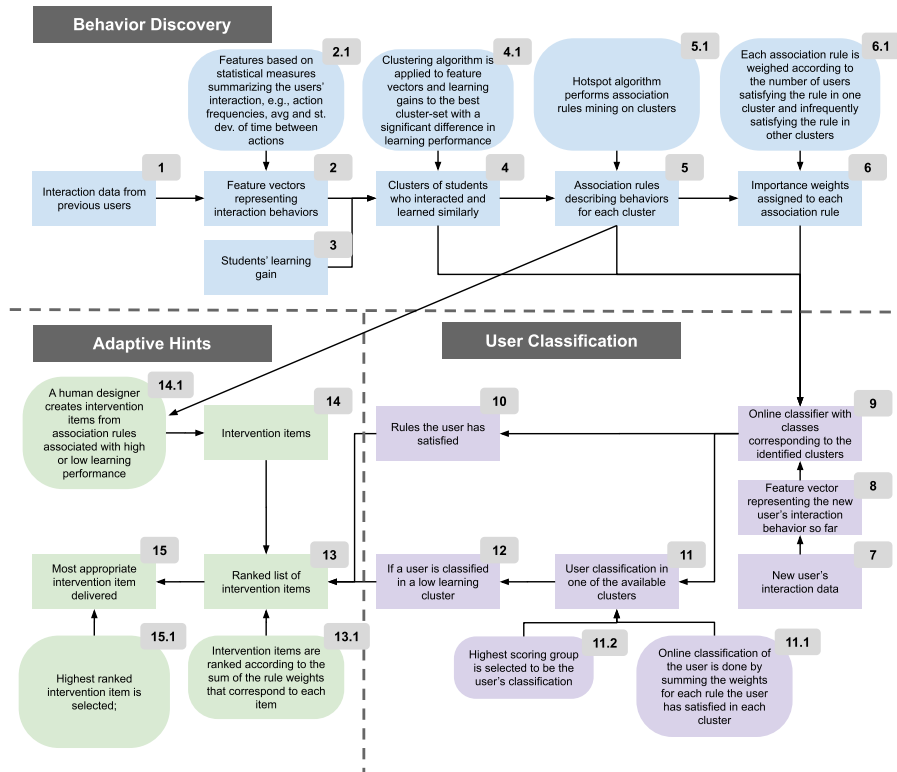 Behavior Discovery
2.1
Features based on
statistical measures
summarizing the users'
interaction, e.g., action
frequencies, avg and st.
dev. of time between
actions
4.1
Clustering algorithm is
applied to feature
vectors and learning
gains to the best
cluster-set with a
significant difference in
learning performance
5.1
Hotspot algorithm
performs association
rules mining on clusters
6.1
Each association rule is
weighed according to
the number of users
satisfying the rule in one
cluster and infrequently
satisfying the rule in
other clusters
1
Interaction data from
previous users
2
Feature vectors
representing
interaction behaviors
3
Students' learning
gain
4
Clusters of students
who interacted and
learned similarly
5
Association rules
describing behaviors
for each cluster
6
Importance weights
assigned to each
association rule
Adaptive Hints
14.1
A human designer
creates intervention
items from
association rules
associated with high
or low learning
performance
14
Intervention items
15
Most appropriate
intervention item
delivered
13
Ranked list of
intervention items
15.1
Highest ranked
intervention item is
selected;
13.1
Intervention items are
ranked according to the
sum of the rule weights
that correspond to each
item
User Classification
10
Rules the user has
satisfied
9
Online classifier with
classes
corresponding to the
identified clusters
8
Feature vector
representing the new
user's interaction
behavior so far
7
New user's
interaction data
12
If a user is classified
in a low learning
cluster
11
User classification in
one of the available
clusters
11.2
Highest scoring group
is selected to be the
user's classification
11.1
Online classification of
the user is done by
summing the weights
for each rule the user
has satisfied in each
cluster